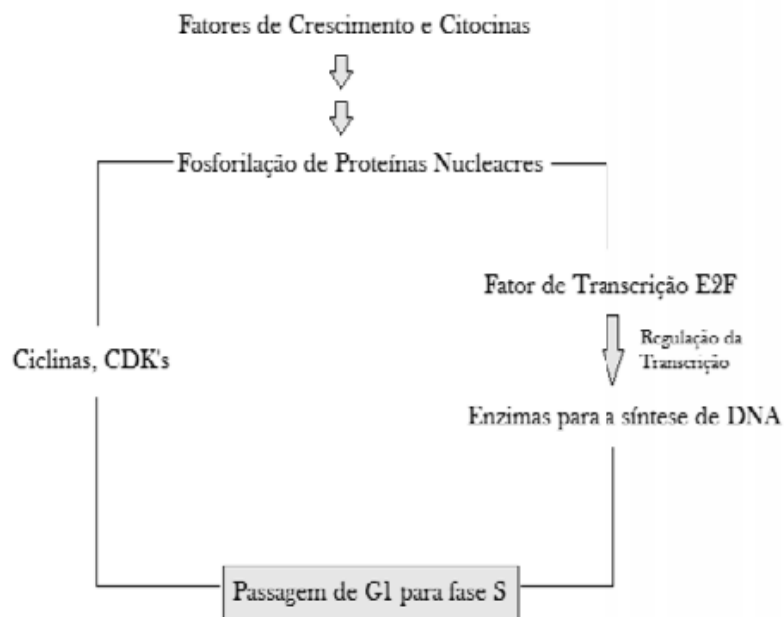 Fatores de Crescimento e Citocinas
Fosforilação de Proteínas Nucleacres
Fator de Transcrição E2F
Regulação da
Transcrição
Ciclinas, CDK's
Enzimas para a síntese de DNA
Passagem de G1 para fase S